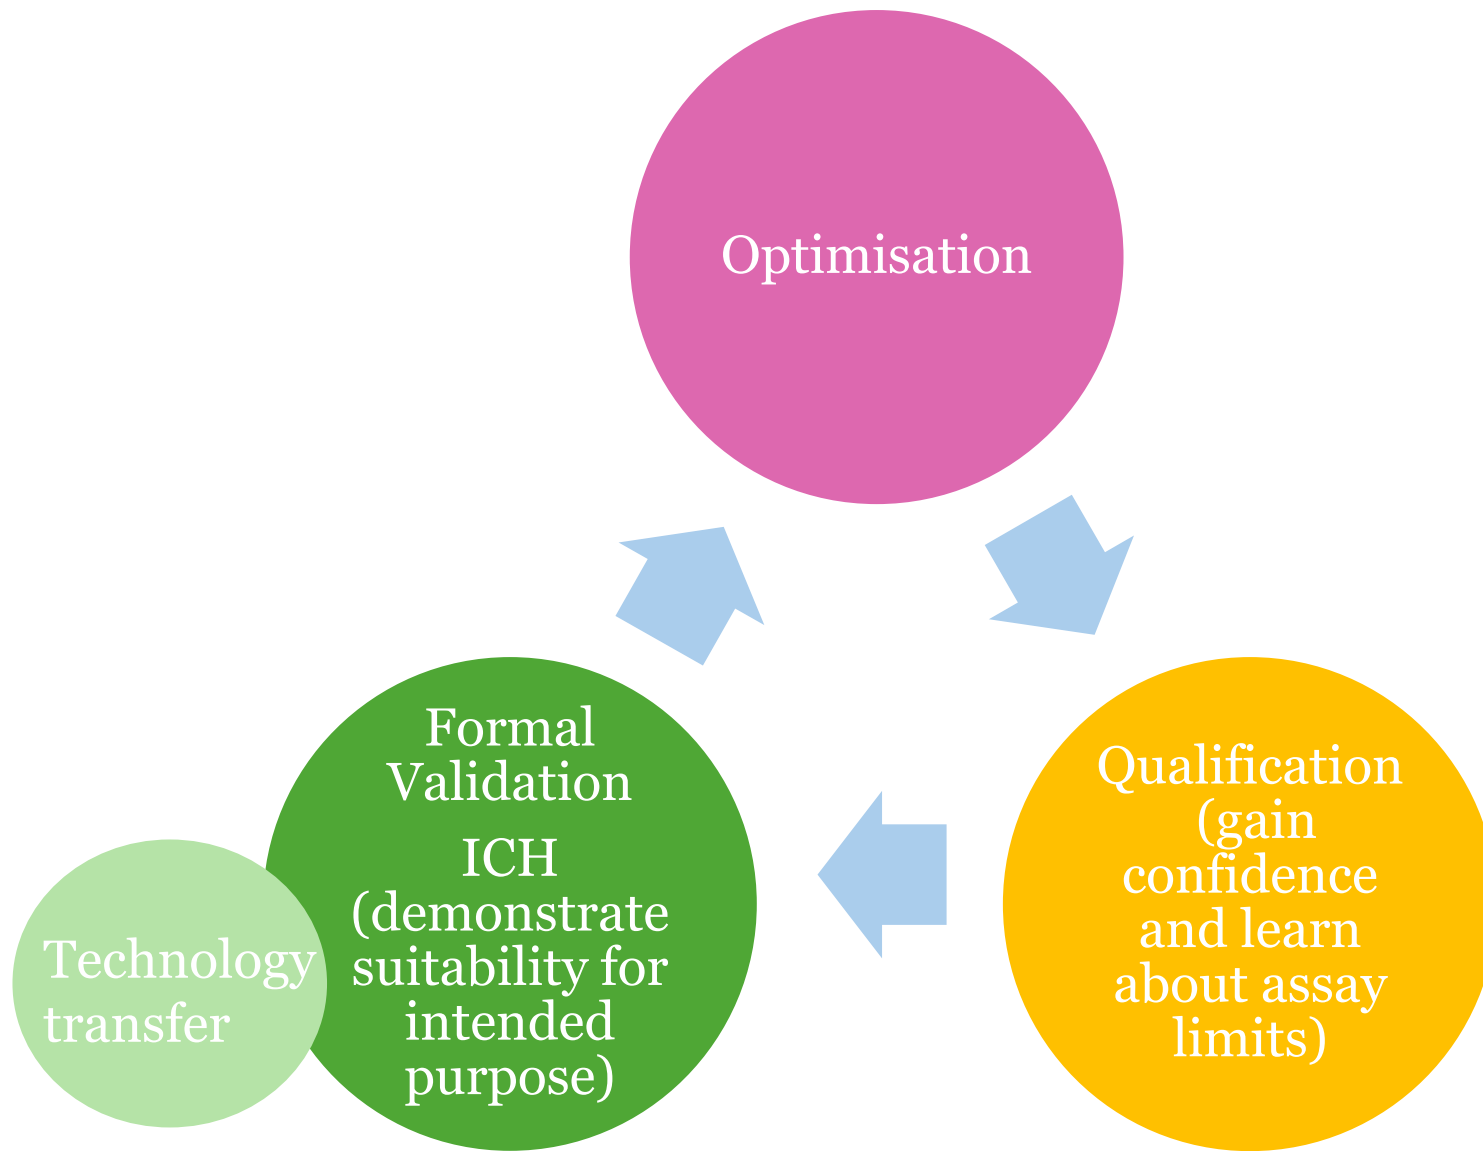 Optimisation
Formal
Validation
ICH
(demonstrate
suitability for
intended
purpose)
Technology
transfer
Qualification
(gain
confidence
and learn
about assay
limits)